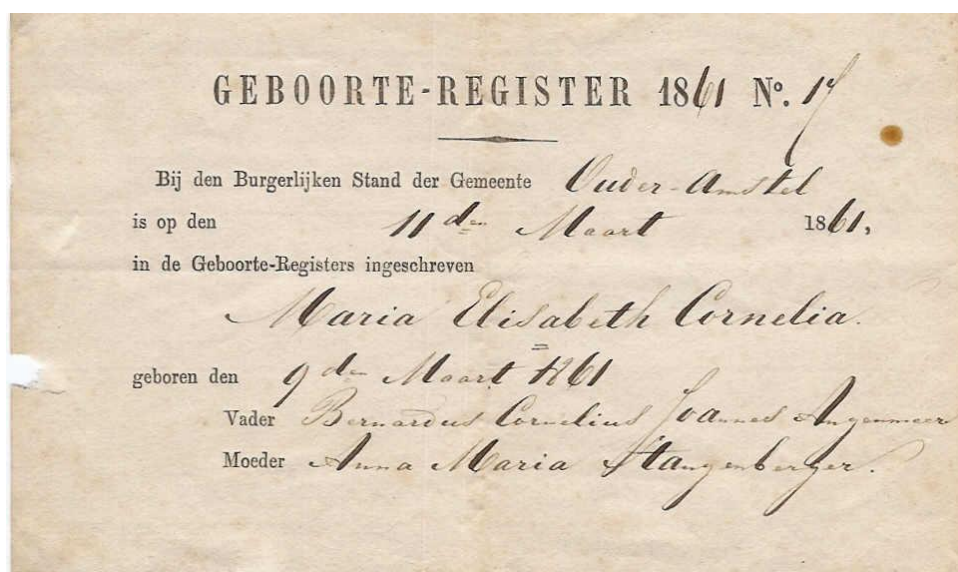 GEBOORTE-REGISTER 1861 No. 17
Bij den Burgerlijken Stand der Gemeente Ouder-Amstel
is op den 11den Maart 1861,
in de Geboorte-Registers ingeschreven
Maria Elisabeth Cornelia.
geboren den 9den Maart 1861
Vader Bernardus Cornelius Joannes Angenmeer
Moeder Anna Maria Stangenberger.